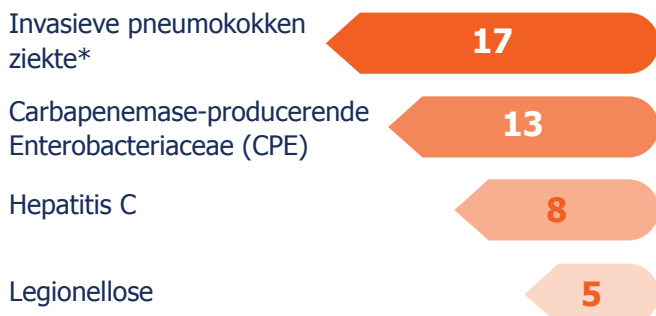 Invasieve pneumokokken
ziekte*
17
Carbapenemase-producerende
Enterobacteriaceae (CPE)
13
Hepatitis C
8
Legionellose
5